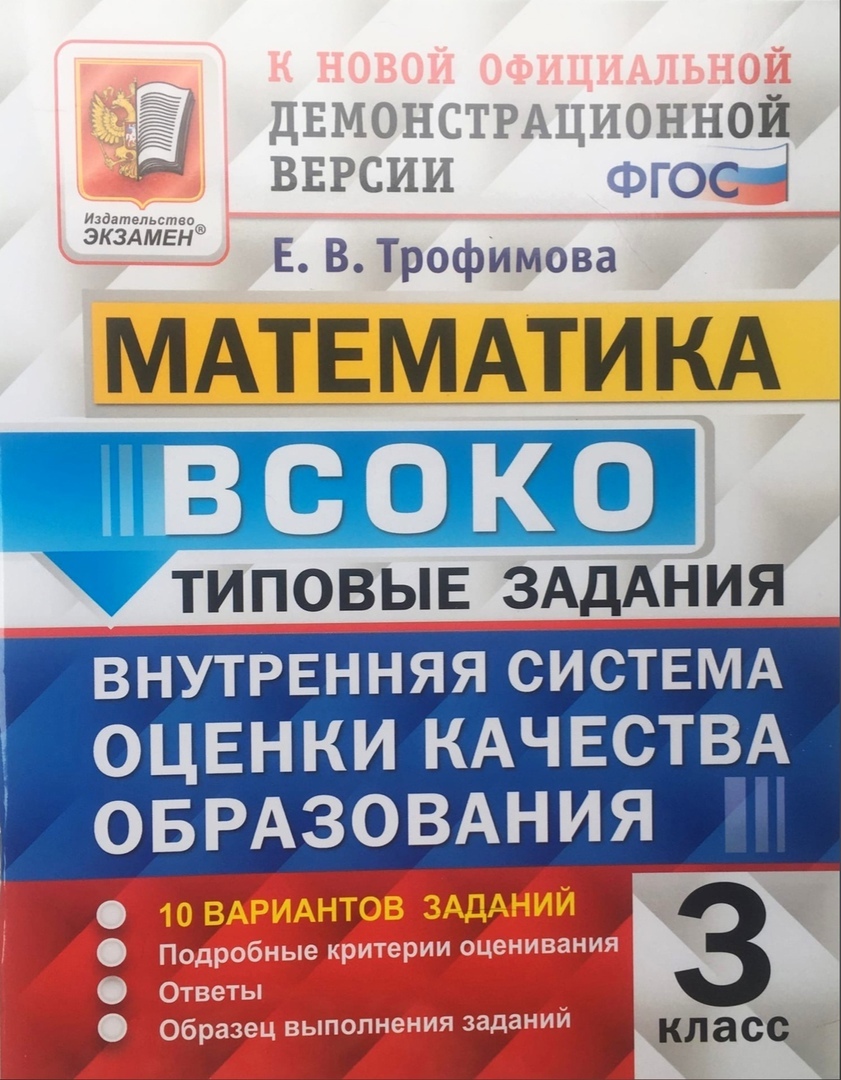 К НОВОЙ ОФИЦИАЛЬНОЙ
ДЕМОНСТРАЦИОННОЙ
ВЕРСИИ
ФГОС
Издательство
ЭКЗАМЕН®
Е. В. Трофимова
МАТЕМАТИКА
ВСОКО
ТИПОВЫЕ ЗАДАНИЯ
ВНУТРЕННЯЯ СИСТЕМА
ОЦЕНКИ КАЧЕСТВА
ОБРАЗОВАНИЯ
10 ВАРИАНТОВ ЗАДАНИЙ
Подробные критерии оценивания
Ответы
Образец выполнения заданий
3
класс